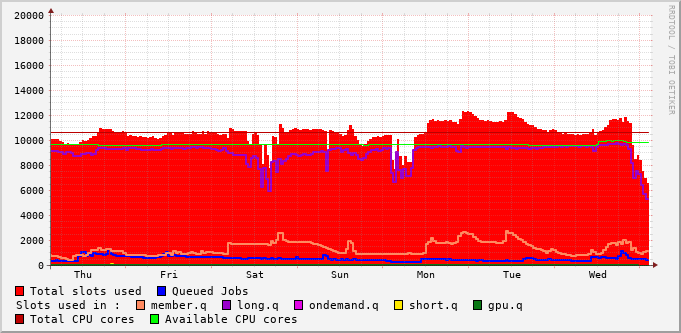 RRDTOOL / TOBI OETIKER
20000
18000
16000
14000
12000
10000
8000
6000
4000
2000
0
Thu Fri Sat Sun Mon Tue Wed
Total slots used Queued Jobs
Slots used in : member.q long.q ondemand.q short.q gpu.q
Total CPU cores Available CPU cores